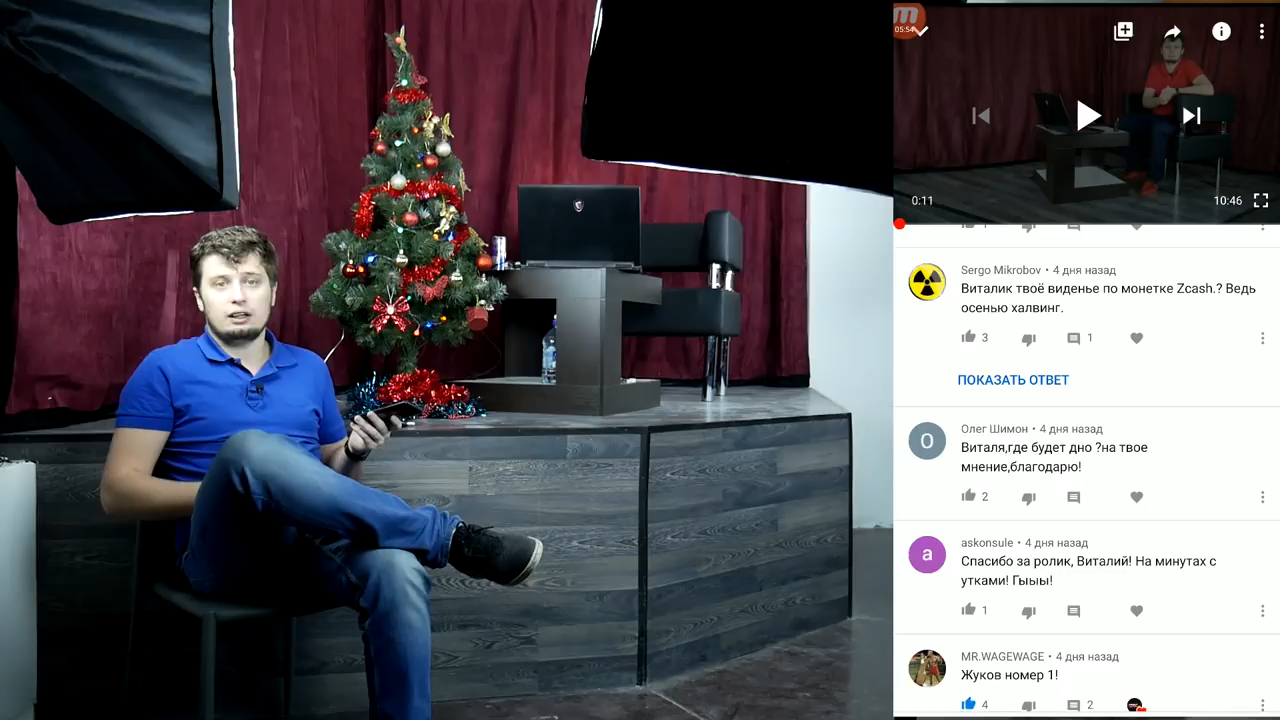 05:54
0:11
10:46
1
Sergo Mikrobov • 4 дня назад
Виталик твоё виденье по монетке Zcash.? Ведь
осенью халвинг.
3
1
ПОКАЗАТЬ ОТВЕТ
О
Олег Шимон • 4 дня назад
Виталя,где будет дно ?на твое
мнение,благодарю!
2
a
askonsule • 4 дня назад
Спасибо за ролик, Виталий! На минутах с
утками! Гыыы!
1
MR.WAGEWAGE • 4 дня назад
Жуков номер 1!
4
2